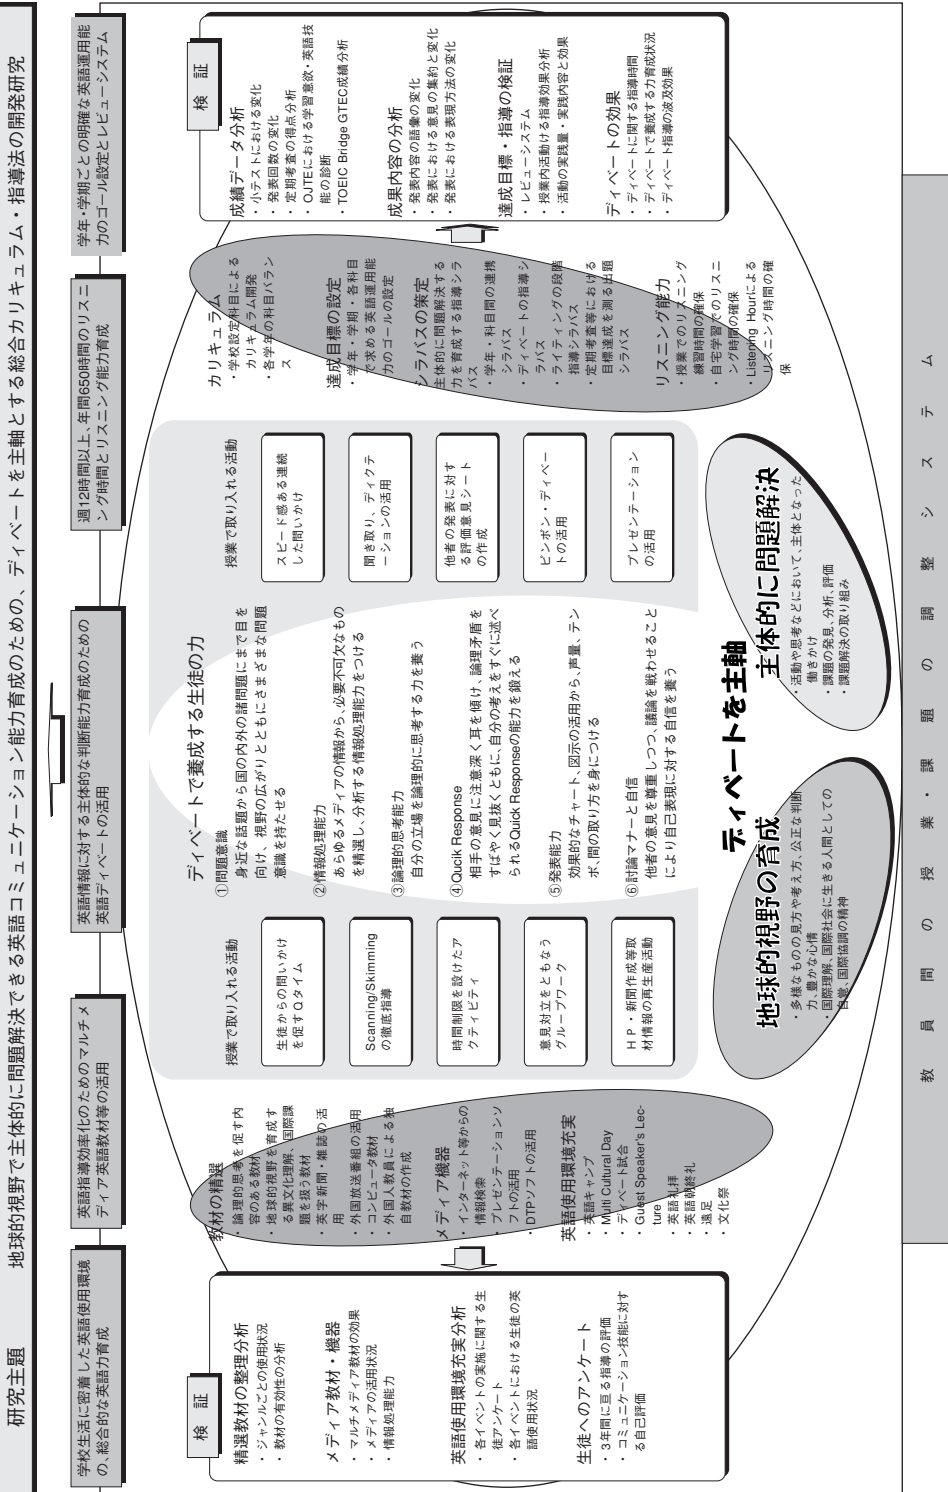 研究主題　地球的視野で主体的に問題解決できる英語コミュニケーション能力育成のため、ディベートを主軸とする総合カリキュラム・指導法の開発研究
学校生活に密着した英語使用環境
の、総合的な英語力育成
英語指導効率化のためのマルチメ
ディア英語教材等の活用
英語情報に対する主体的な判断能力育成のための
英語ディベートの活用
週12時間以上、年間650時間のリスニ
ング時間とリスニング能力育成
学年・学期ごとの明確な英語運用能
力のゴール設定とレビューシステム
検　証
精選教材の整理分析
・ジャンルごとの使用状況
・教材の有効性の分析
メディア教材・機器
・マルチメディア教材の効果
・メディアの活用状況
・情報処理能力
英語使用環境充実分析
・各イベントの実施に関する生
徒アンケート
・各イベントにおける生徒の英
語使用状況
生徒へのアンケート
・3年間に亘る指導の評価
・コミュニケーション技能に対す
る自己評価
教材の精選
・論理的思考を促す内
容のある教材
・地球的視野を育成す
る異文化理解、国際課
題を扱う教材
・英字新聞・雑誌の活
用
・外国放送番組の活用
・コンピュータ教材
・外国人教員による独
自教材の作成
メディア機器
・インターネット等からの
情報検索
・プレゼンテーションソ
フトの活用
・DTPソフトの活用
英語使用環境充実
・英語キャンプ
・Multi Cultural Day
・ディベート試合
・Guest Speaker's Lec-
ture
・英語礼拝
・英語朝終礼
・遠足
・文化祭
授業で取り入れる活動
生徒からの問いかけ
を促すQタイム
Scanning/Skimming
の徹底指導
時間制限を設けたア
クティビティ
意見対立をともなう
グループワーク
ＨＰ・新聞作成等取
材情報の再生産活動
ディベートで養成する生徒の力
①問題意識
身近な話題から国の内外の諸問題にまで目を
向け、視野の広がりとともにさまざまな問題
意識を持たせる
②情報処理能力
あらゆるメディアの情報から、必要不可欠なもの
を精選し、分析する情報処理能力をつける
③論理的思考能力
自分の立場を論理的に思考する力を養う
④Qucik Response
相手の意見に注意深く耳を傾け、論理矛盾を
すばやく見抜くともに、自分の考えをすぐに述べ
られるQuick Responseの能力を鍛える
⑤発表能力
効果的なチャート、図示の活用から、声量、テン
ポ、間の取り方を身につける
⑥討論マナーと自信
他者の意見を尊重しつつ、議論を戦わせること
により自己表現に対する自信を養う
授業で取り入れる活動
スピード感ある連続
した問いかけ
聞き取り、ディクテ
ーションの活用
他者の発表に対す
る評価意見シート
の作成
ピンポン・ディベー
トの活用
プレゼンテーション
の活用
カリキュラム
・学校設定科目による
カリキュラム開発
・各学年の科目バラン
ス
達成目標の設定
・学年・学期・各科目
で求める英語運用能
力のゴールの設定
シラバスの策定
・主体的に問題解決する
力を育成する指導シラ
バス
・学年・科目間の連携
シラバス
・ディベートの指導シ
ラバス
・ライティングの段階
指導シラバス
・定期考査等における
目標達成を測る出題
シラバス
リスニング能力
・授業でのリスニング
練習時間の確保
・自宅学習でのリスニ
ング時間の確保
・Listening Hourによる
リスニング時間の確
保
検　証
成績データ分析
・小テストにおける変化
・発表回数の変化
・定期考査の得点分析
・OJTEにおける学習意欲・英語技
能の診断
・TOEIC Bridge GTEC成績分析
成果内容の分析
・発表内容の語彙の変化
・発表における意見の集約と変化
・発表における表現方法の変化
達成目標・指導の検証
・レビューシステム
・授業内活動ける指導効果分析
・活動の実践量・実践内容と効果
ディベートの効果
・ディベートに関する指導時間
・ディベートで養成する力育成状況
・ディベート指導の波及効果
ディベートを主軸
地球的視野の育成
・多様なものの見方や考え方、公正な判断
力、豊かな心情
・国際理解、国際社会に生きる人間としての
自覚、国際協調の精神
主体的に問題解決
・活動や思考などにおいて、主体となった
働きかけ
・課題の発見、分析、評価
・課題解決の取り組み
教員間の授業・課題の調整システム